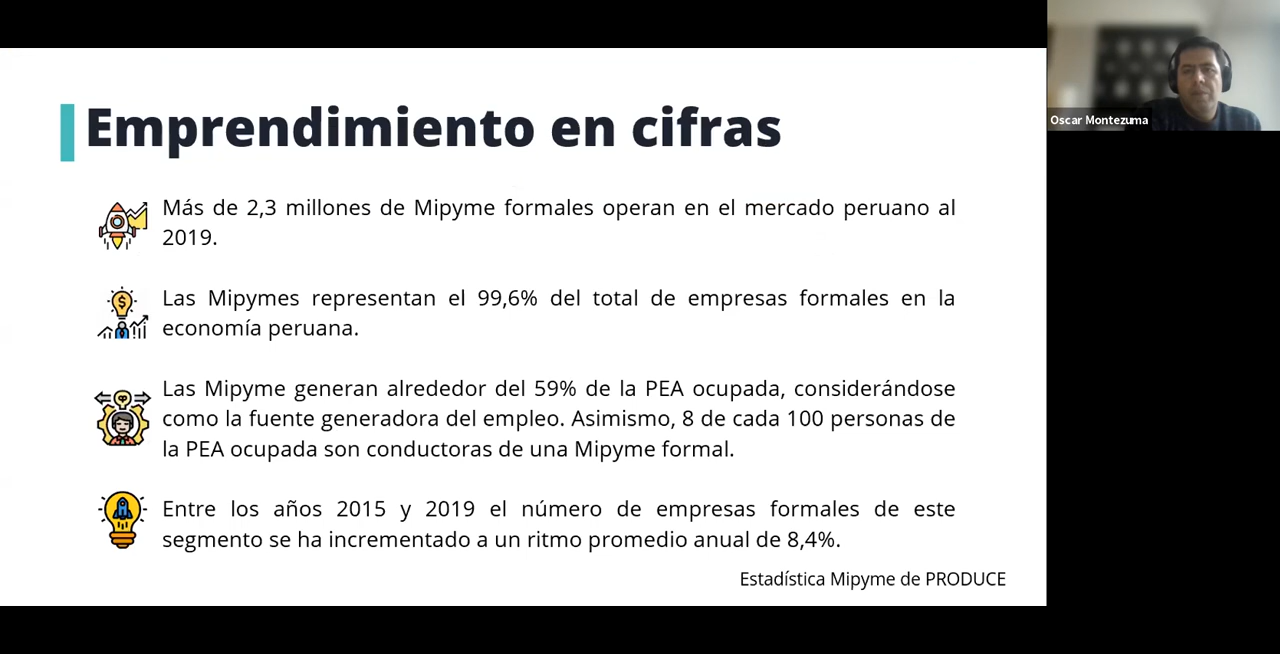 Emprendimiento en cifras
Más de 2,3 millones de Mipyme formales operan en el mercado peruano al
2019.
Las Mipymes representan el 99,6% del total de empresas formales en la
economía peruana.
Las Mipyme generan alrededor del 59% de la PEA ocupada, considerándose
como la fuente generadora del empleo. Asimismo, 8 de cada 100 personas de
la PEA ocupada son conductoras de una Mipyme formal.
Entre los años 2015 y 2019 el número de empresas formales de este
segmento se ha incrementado a un ritmo promedio anual de 8,4%.
Estadística Mipyme de PRODUCE
Oscar Montezuma